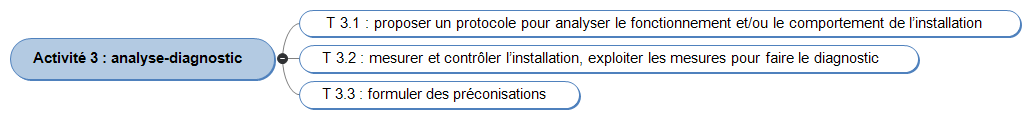 T 3.1 : proposer un protocole pour analyser le fonctionnement et/ou le comportement de l’installation
Activité 3 : analyse-diagnostic
T 3.2 : mesurer et contrôler l’installation, exploiter les mesures pour faire le diagnostic
T 3.3 : formuler des préconisations